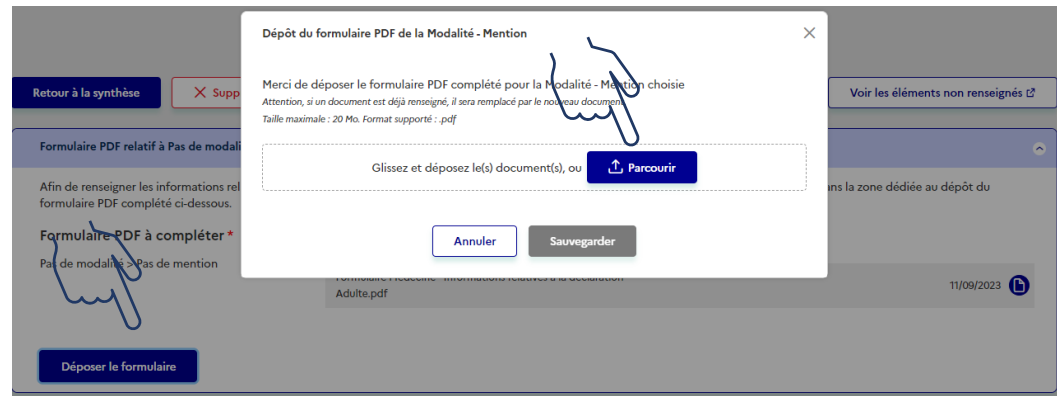 Dépôt du formulaire PDF de la Modalité - Mention
Merci de déposer le formulaire PDF complété pour la Modalité - Mention choisie
Attention, si un document est déjà renseigné, il sera remplacé par le nouveau document.
Taille maximale : 20 Mo. Format supporté : .pdf
Glissez et déposez le(s) document(s), ou
Parcourir
Annuler
Sauvegarder
Retour à la synthèse
Supp
Voir les éléments non renseignés
Formulaire PDF relatif à Pas de modali
Afin de renseigner les informations rel
ns la zone dédiée au dépôt du
formulaire PDF complété ci-dessous.
Formulaire PDF à compléter *
Pas de modalité > Pas de mention
Formulaire Médecine - Informations relatives à la déclaration
Adulte.pdf
11/09/2023
Déposer le formulaire